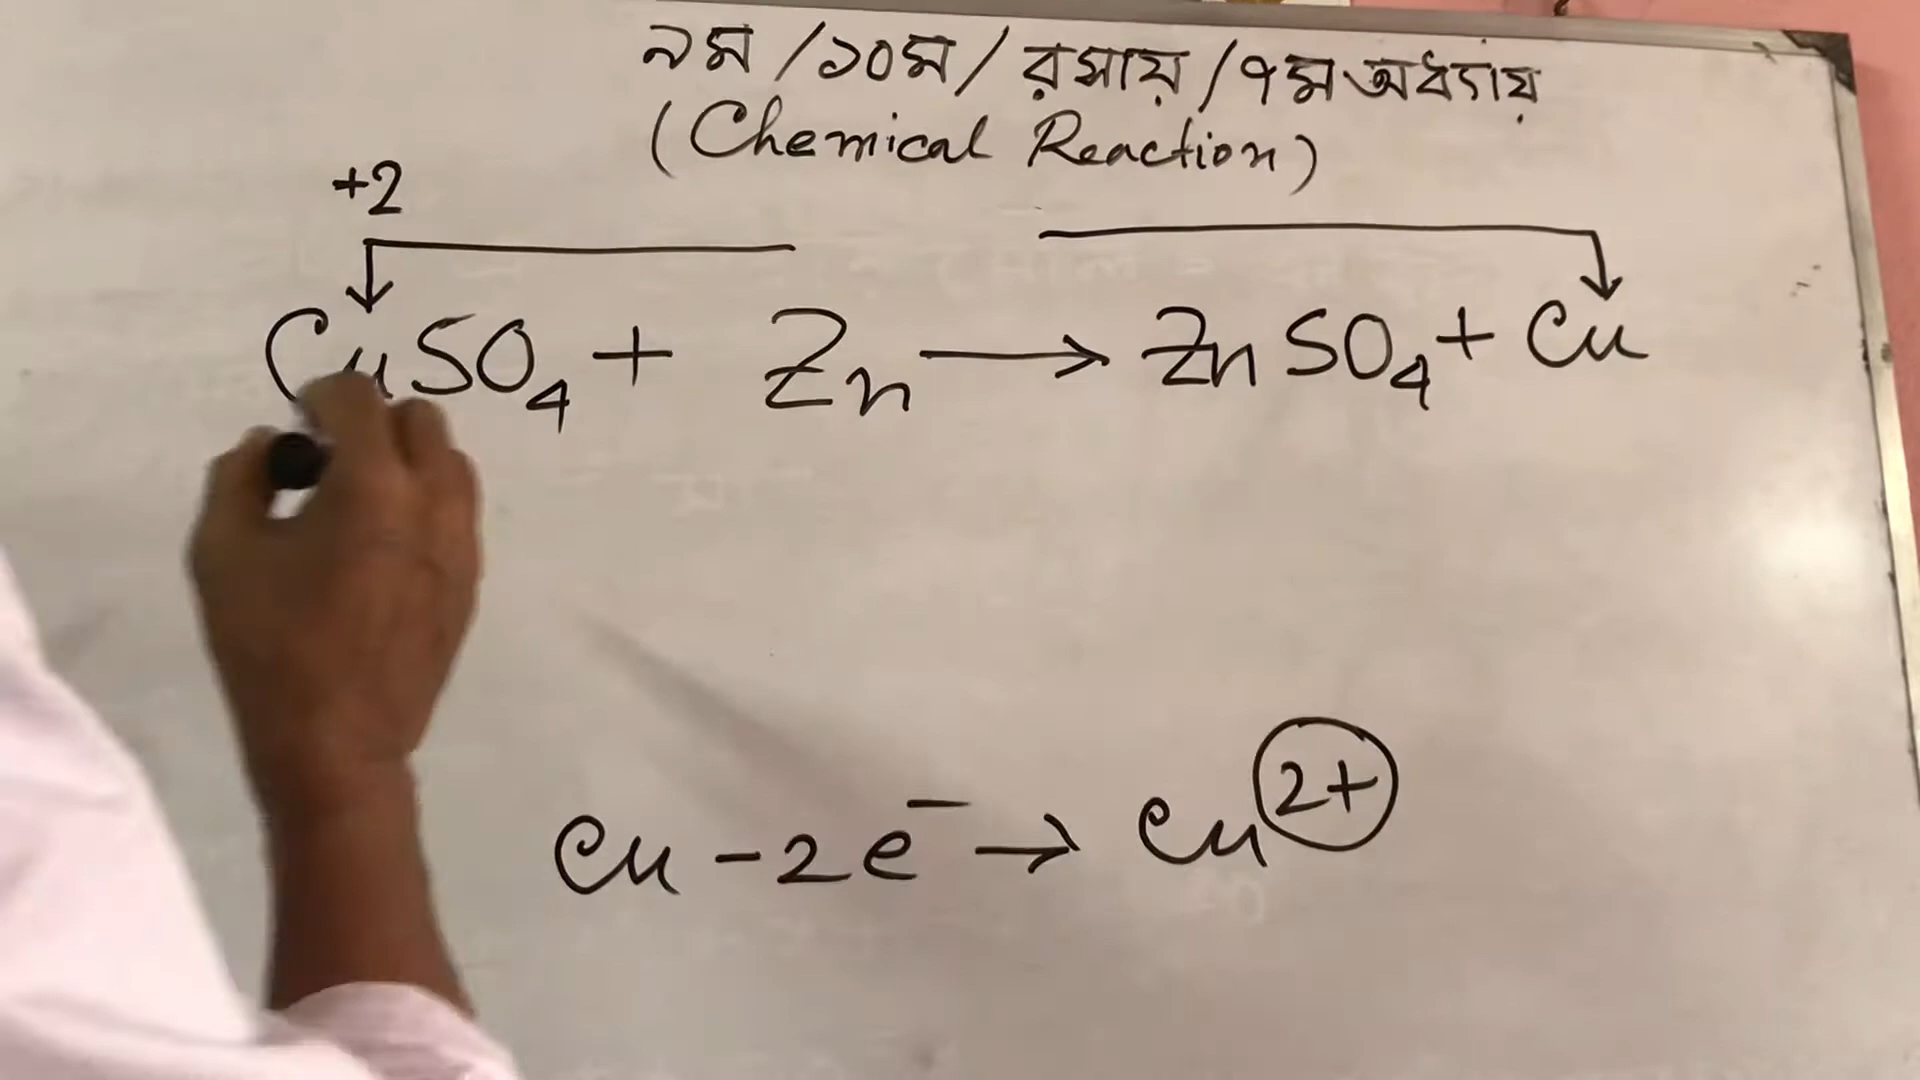 ৯ম /১০ম / রসায় /৭ম অধ্যায়
(Chemical Reaction)
+2
CuSO₄ + Zn → ZnSO₄ + Cu
Cu - 2e⁻ → Cu²⁺